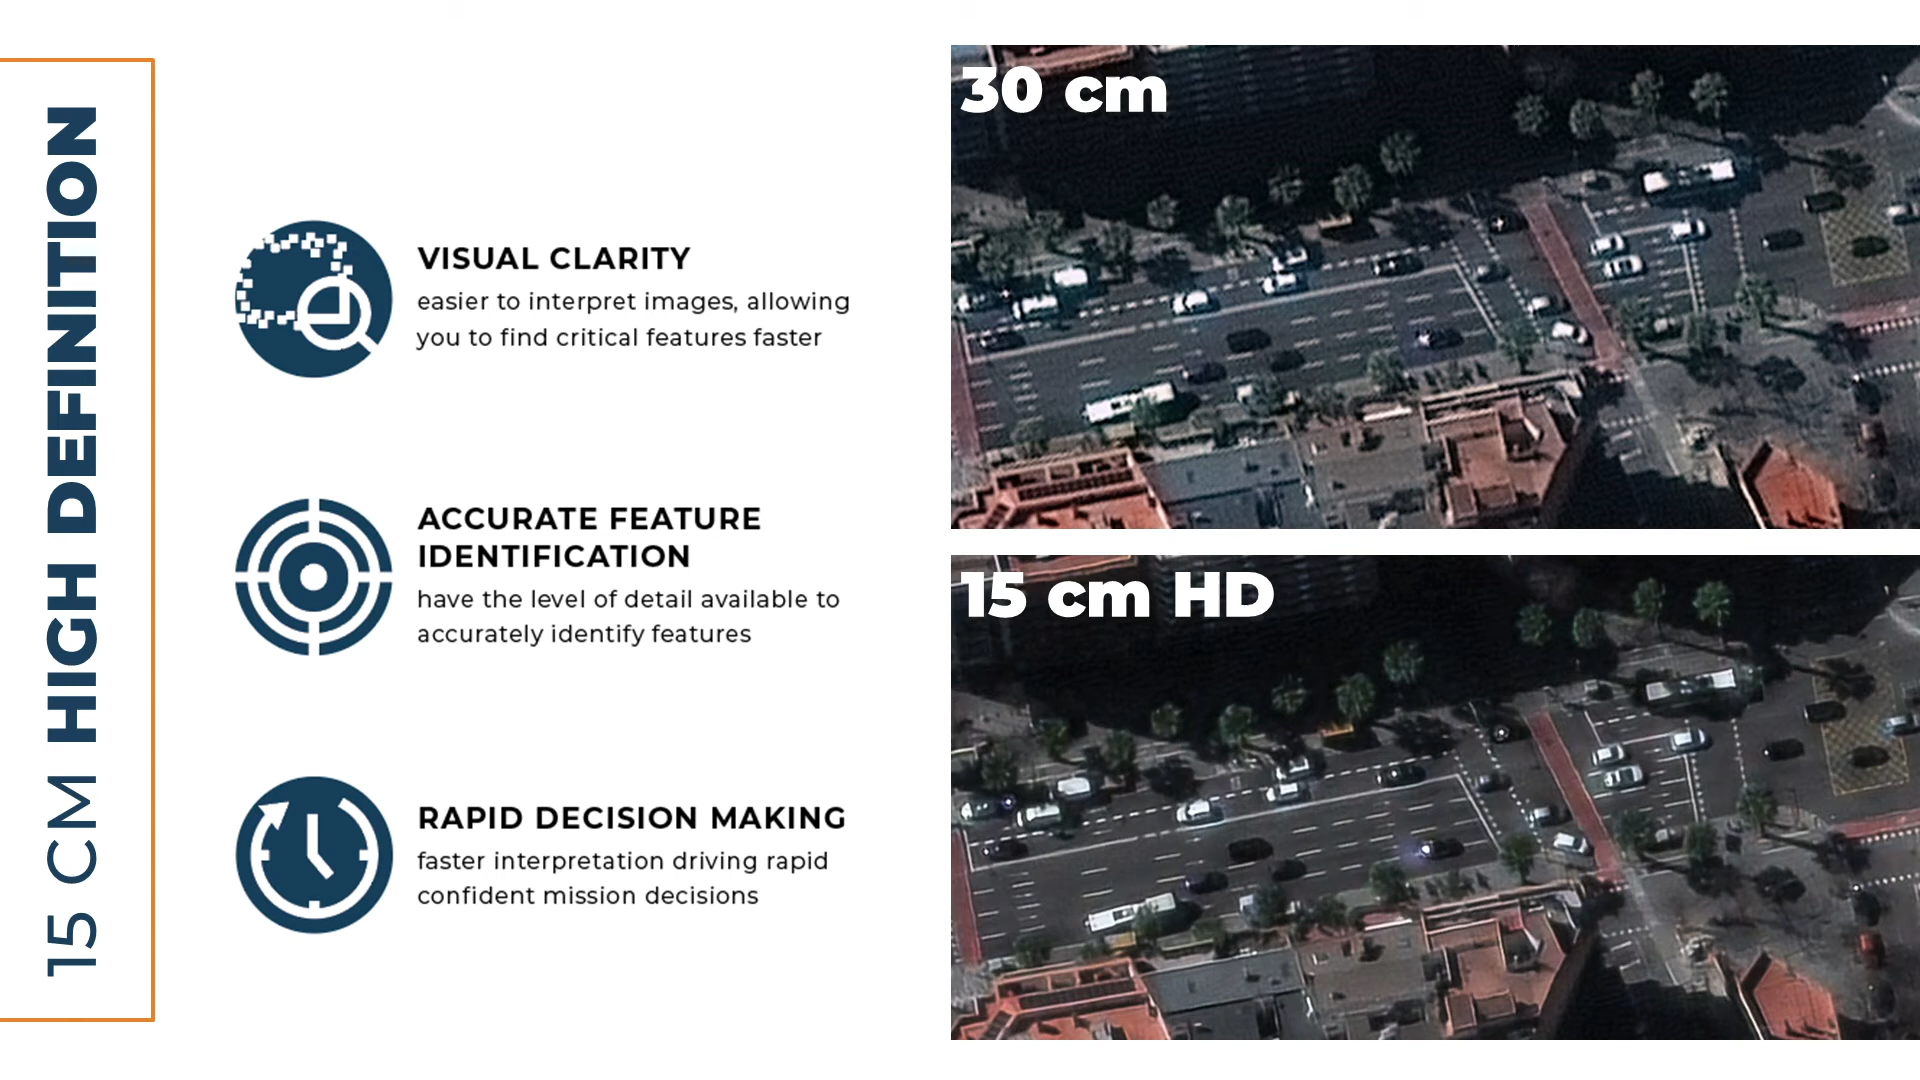 15 CM HIGH DEFINITION
VISUAL CLARITY
easier to interpret images, allowing
you to find critical features faster
ACCURATE FEATURE
IDENTIFICATION
have the level of detail available to
accurately identify features
RAPID DECISION MAKING
faster interpretation driving rapid
confident mission decisions
30 cm
15 cm HD